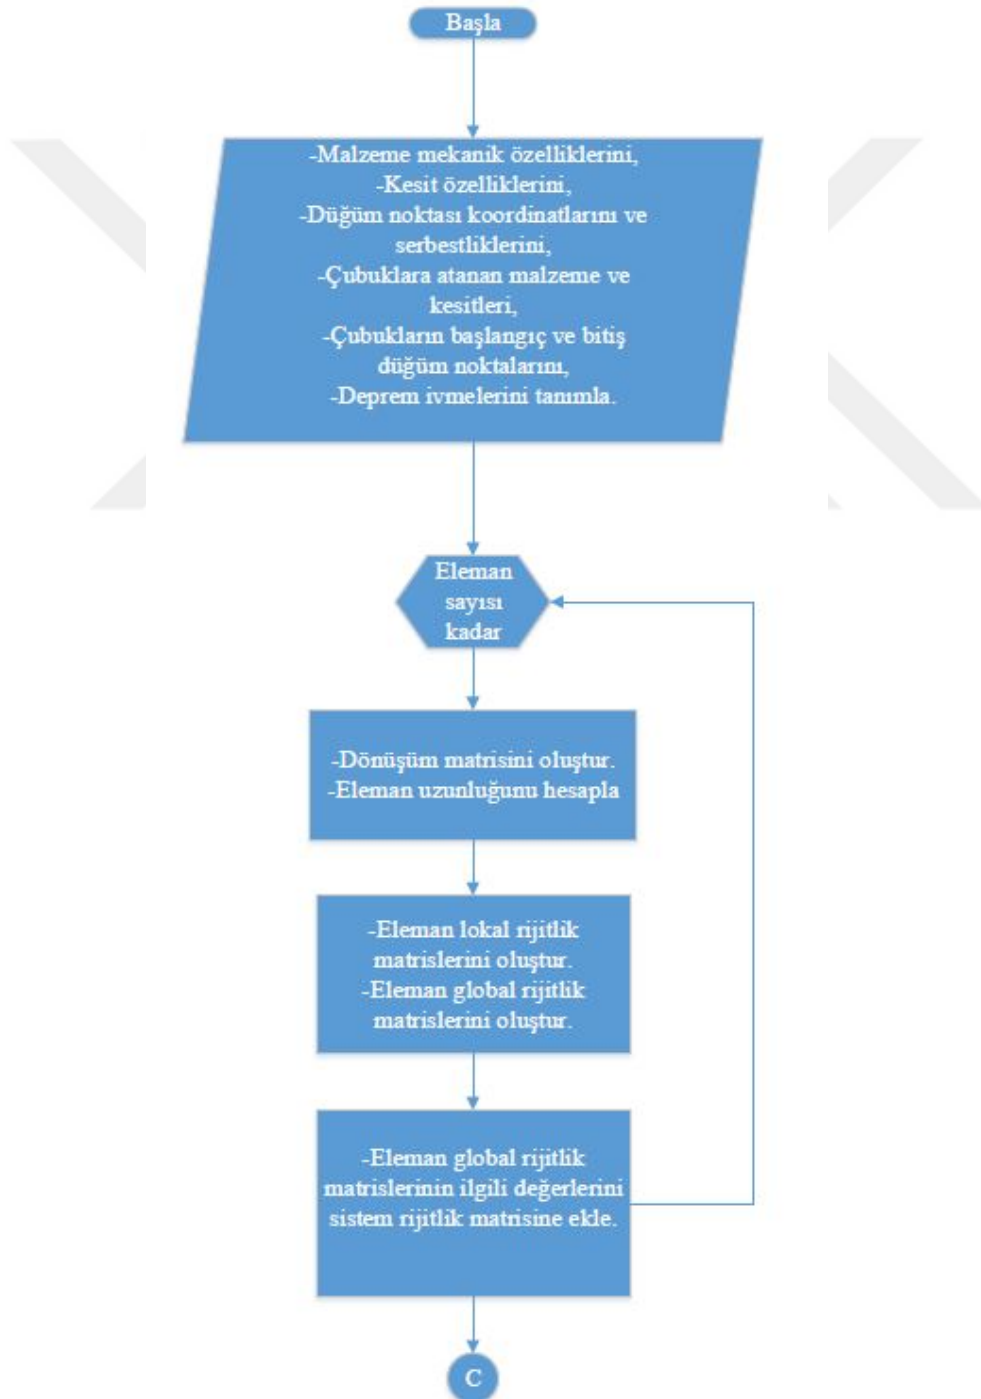 Başla
-Malzeme mekanik özelliklerini,
-Kesit özelliklerini,
-Düğüm noktası koordinatlarını ve
serbestliklerini,
-Çubuklara atanan malzeme ve
kesitleri,
-Çubukların başlangıç ve bitiş
düğüm noktalarını,
-Deprem ivmelerini tanımla.
Eleman
sayısı
kadar
-Dönüşüm matrisini oluştur.
-Eleman uzunluğunu hesapla
-Eleman lokal rijitlik
matrislerini oluştur.
-Eleman global rijitlik
matrislerini oluştur.
-Eleman global rijitlik
matrislerinin ilgili değerlerini
sistem rijitlik matrisine ekle.
C